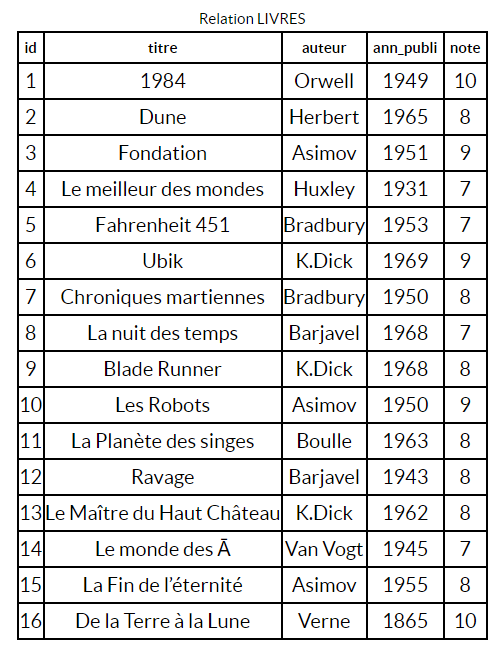 Relation LIVRES
id titre auteur ann_publi note
1 1984 Orwell 1949 10
2 Dune Herbert 1965 8
3 Fondation Asimov 1951 9
4 Le meilleur des mondes Huxley 1931 7
5 Fahrenheit 451 Bradbury 1953 7
6 Ubik K.Dick 1969 9
7 Chroniques martiennes Bradbury 1950 8
8 La nuit des temps Barjavel 1968 7
9 Blade Runner K.Dick 1968 8
10 Les Robots Asimov 1950 9
11 La Planète des singes Boulle 1963 8
12 Ravage Barjavel 1943 8
13 Le Maître du Haut Château K.Dick 1962 8
14 Le monde des Ā Van Vogt 1945 7
15 La Fin de l’éternité Asimov 1955 8
16 De la Terre à la Lune Verne 1865 10